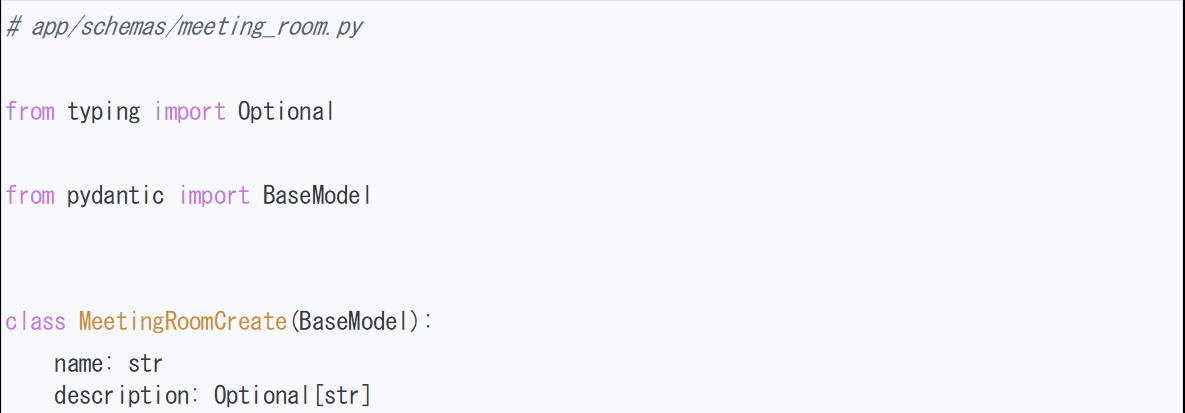 # app/schemas/meeting_room.py
from typing import Optional
from pydantic import BaseModel
class MeetingRoomCreate(BaseModel):
    name: str
    description: Optional[str]